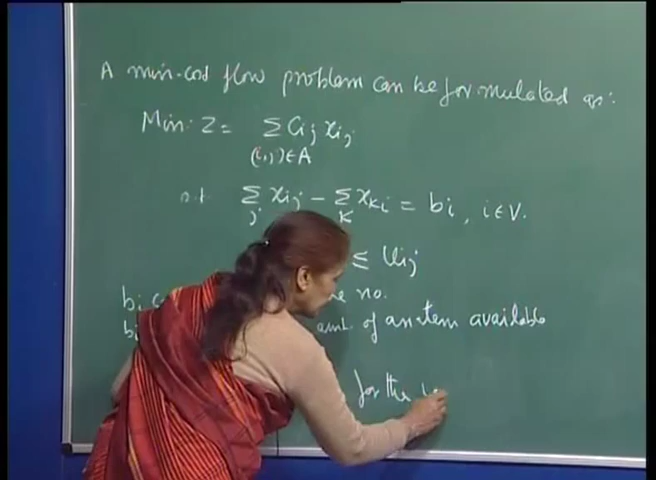 A min-cost flow problem can be formulated as:
Min: Z = Σ Cij xij
(i,j)∈A
s.t Σ xij - Σ xki = bi, i∈V.
j k
≤ Uij
bi no.
bi amt. of an item available
for the